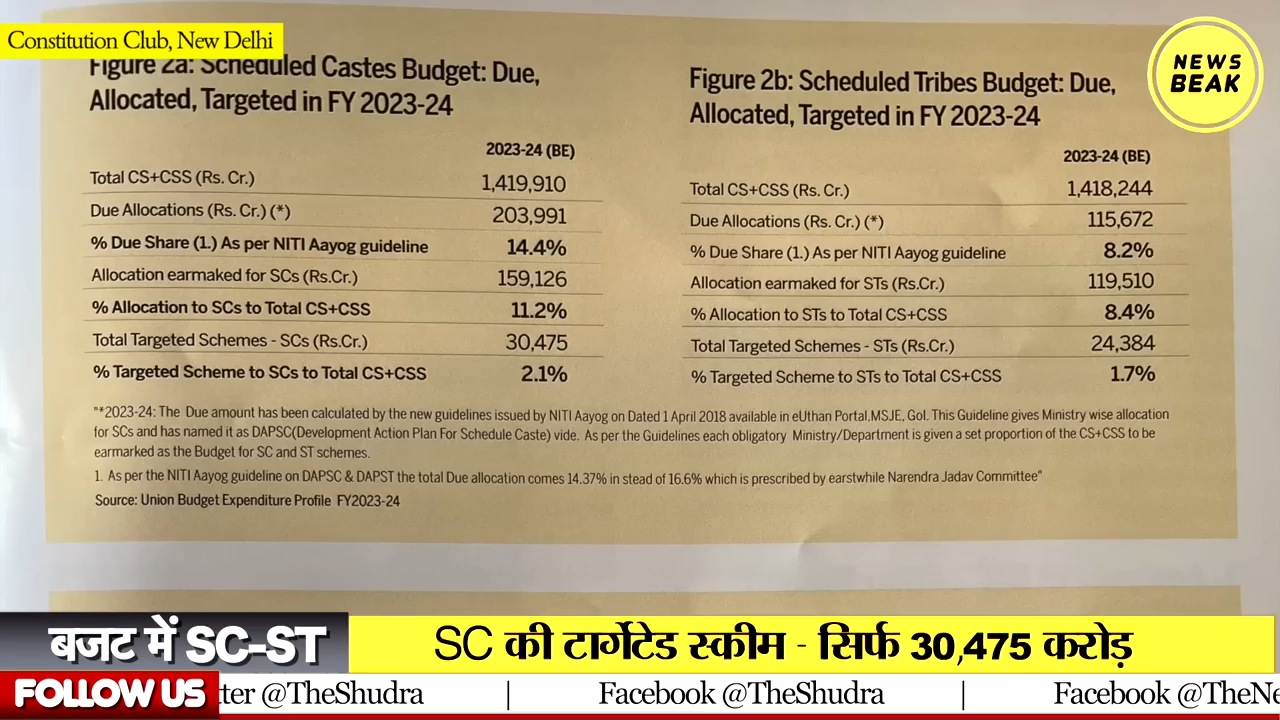 Constitution Club, New Delhi
NEWS
BEAK
Figure 2a: Scheduled Castes Budget: Due,
Allocated, Targeted in FY 2023-24
2023-24 (BE)
Total CS+CSS (Rs. Cr.) 1,419,910
Due Allocations (Rs. Cr.) (*) 203,991
% Due Share (1.) As per NITI Aayog guideline 14.4%
Allocation earmaked for SCs (Rs.Cr.) 159,126
% Allocation to SCs to Total CS+CSS 11.2%
Total Targeted Schemes - SCs (Rs.Cr.) 30,475
% Targeted Scheme to SCs to Total CS+CSS 2.1%
Figure 2b: Scheduled Tribes Budget: Due,
Allocated, Targeted in FY 2023-24
2023-24 (BE)
Total CS+CSS (Rs. Cr.) 1,418,244
Due Allocations (Rs. Cr.) (*) 115,672
% Due Share (1.) As per NITI Aayog guideline 8.2%
Allocation earmaked for STs (Rs.Cr.) 119,510
% Allocation to STs to Total CS+CSS 8.4%
Total Targeted Schemes - STs (Rs.Cr.) 24,384
% Targeted Scheme to STs to Total CS+CSS 1.7%
"*2023-24: The Due amount has been calculated by the new guidelines issued by NITI Aayog on Dated 1 April 2018 available in eUthan Portal,MSJE, GoI. This Guideline gives Ministry wise allocation
for SCs and has named it as DAPSC(Development Action Plan For Schedule Caste) vide. As per the Guidelines each obligatory Ministry/Department is given a set proportion of the CS+CSS to be
earmarked as the Budget for SC and ST schemes.
1. As per the NITI Aayog guideline on DAPSC & DAPST the total Due allocation comes 14.37% in stead of 16.6% which is prescribed by earstwhile Narendra Jadav Committee"
Source: Union Budget Expenditure Profile FY2023-24
बजट में SC-ST
SC की टार्गेटेड स्कीम - सिर्फ 30,475 करोड़
FOLLOW US
tter @TheShudra | Facebook @TheShudra | Facebook @TheNe